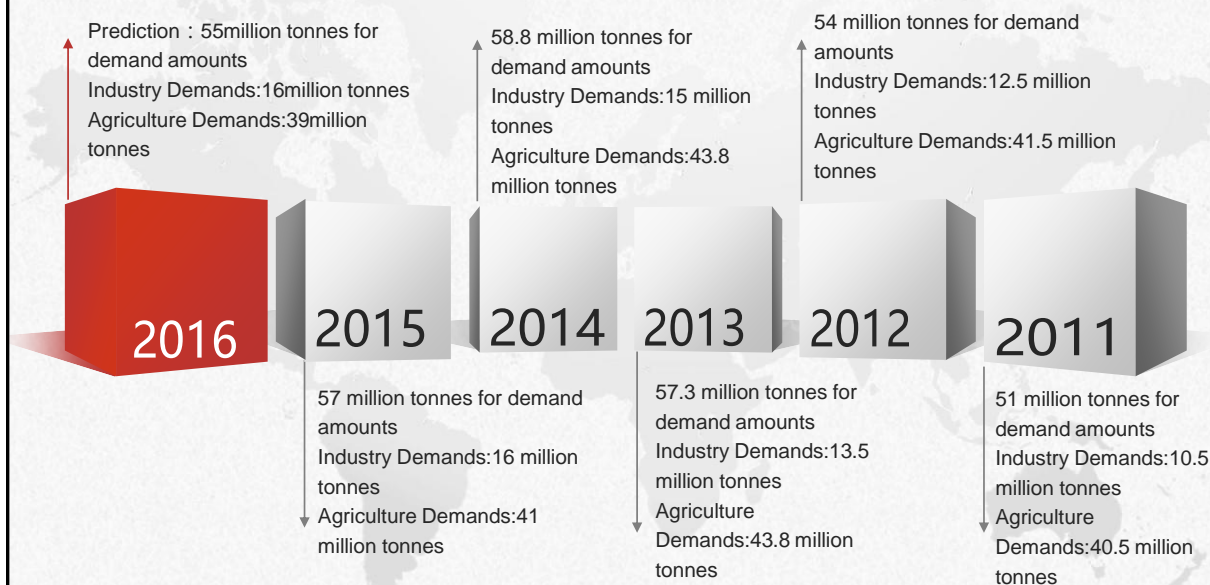 Prediction：55million tonnes for
demand amounts
Industry Demands:16million tonnes
Agriculture Demands:39million
tonnes
58.8 million tonnes for
demand amounts
Industry Demands:15 million
tonnes
Agriculture Demands:43.8
million tonnes
54 million tonnes for demand
amounts
Industry Demands:12.5 million
tonnes
Agriculture Demands:41.5 million
tonnes
2016
2015
2014
2013
2012
2011
57 million tonnes for demand
amounts
Industry Demands:16 million
tonnes
Agriculture Demands:41
million tonnes
57.3 million tonnes for
demand amounts
Industry Demands:13.5
million tonnes
Agriculture
Demands:43.8 million
tonnes
51 million tonnes for
demand amounts
Industry Demands:10.5
million tonnes
Agriculture
Demands:40.5 million
tonnes